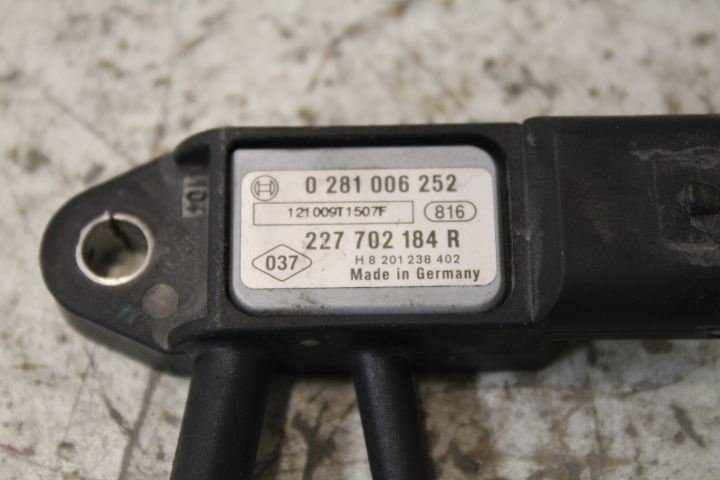 0 281 006 252
121009T1507F 816
227 702 184 R
037 H 8 201 238 402
Made in Germany